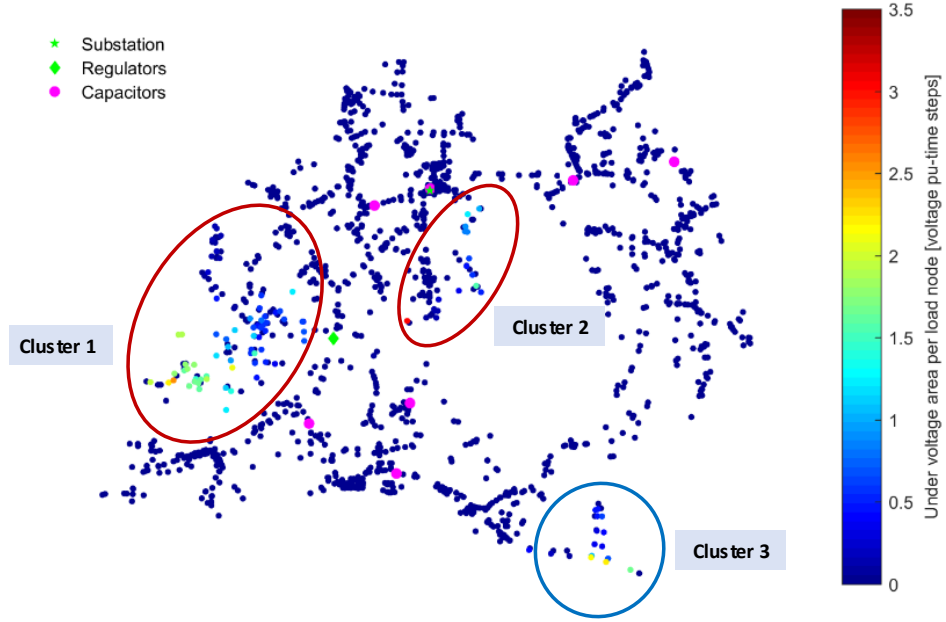 Substation
Regulators
Capacitors
Cluster 1
Cluster 2
Cluster 3
3.5
3
2.5
2
1.5
1
0.5
0
Under voltage area per load node [voltage pu-time steps]